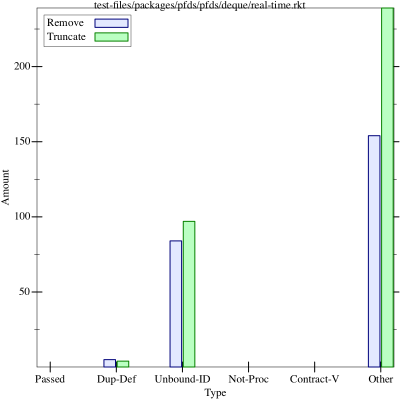 test-files/packages/pfds/pfds/deque/real-time.rkt
Remove
Truncate
200
150
100
50
Amount
Passed Dup-Def Unbound-ID Not-Proc Contract-V Other
Type